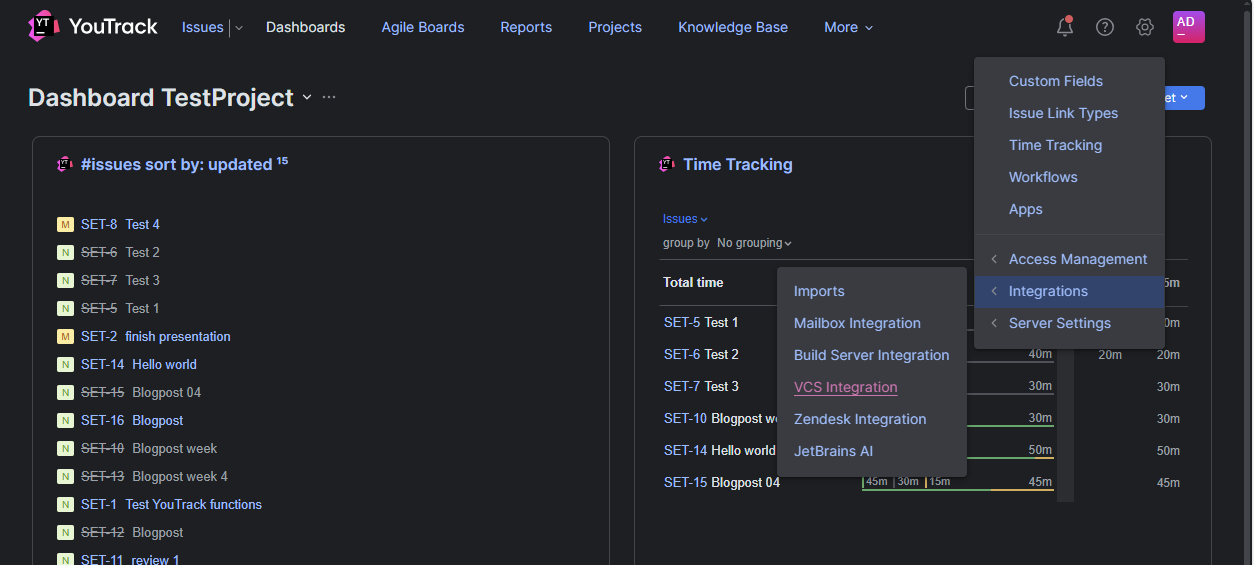 YT YouTrack Issues Dashboards Agile Boards Reports Projects Knowledge Base More AD
Dashboard TestProject ...
Custom Fields
Issue Link Types
Time Tracking
Workflows
Apps
Access Management
Integrations
Server Settings
#issues sort by: updated 15
M SET-8 Test 4
N SET-6 Test 2
N SET-7 Test 3
N SET-5 Test 1
M SET-2 finish presentation
N SET-14 Hello world
N SET-15 Blogpost 04
N SET-16 Blogpost
N SET-10 Blogpost week
N SET-13 Blogpost week 4
N SET-1 Test YouTrack functions
N SET-12 Blogpost
N SET-11 review 1
Time Tracking
Issues
group by No grouping
Total time
SET-5 Test 1
SET-6 Test 2 40m 20m 20m
SET-7 Test 3 30m 30m
SET-10 Blogpost 30m 30m
SET-14 Hello world 50m 50m
SET-15 Blogpost 04 45m 30m 15m 45m 45m
Imports
Mailbox Integration
Build Server Integration
VCS Integration
Zendesk Integration
JetBrains AI